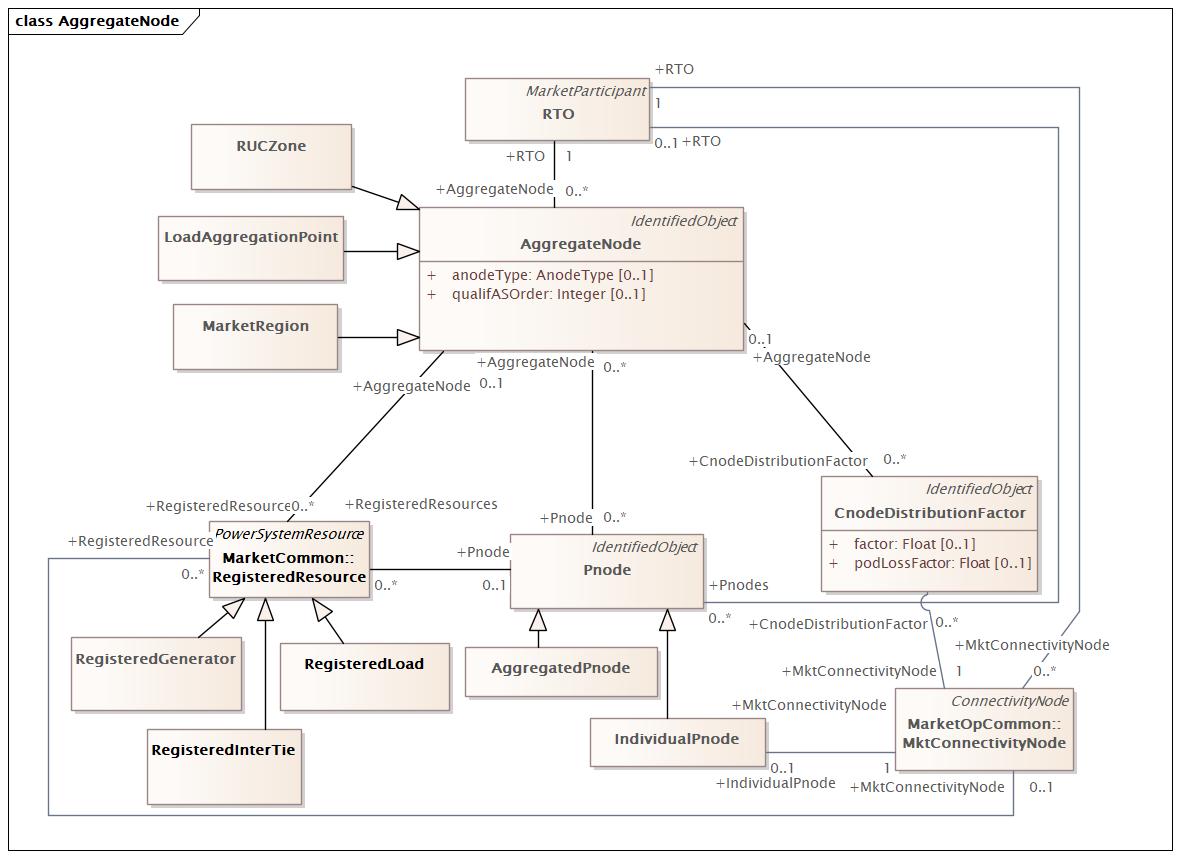 class AggregateNode
+RTO
MarketParticipant
RTO
1
0..1 +RTO
+RTO 1
RUCZone
+AggregateNode 0..*
LoadAggregationPoint
IdentifiedObject
AggregateNode
+ anodeType: AnodeType [0..1]
+ qualifASOrder: Integer [0..1]
MarketRegion
0..1
+AggregateNode
+AggregateNode 0..*
+AggregateNode 0..1
+CnodeDistributionFactor 0..*
+RegisteredResource 0..*
+RegisteredResources
+Pnode 0..*
IdentifiedObject
CnodeDistributionFactor
+ factor: Float [0..1]
+ podLossFactor: Float [0..1]
+RegisteredResource
0..*
PowerSystemResource
MarketCommon::
RegisteredResource
0..*
+Pnode
0..1
IdentifiedObject
Pnode
+Pnodes
0..*
+CnodeDistributionFactor 0..*
+MktConnectivityNode
0..*
+MktConnectivityNode 1
RegisteredGenerator
RegisteredLoad
AggregatedPnode
+MktConnectivityNode
ConnectivityNode
MarketOpCommon::
MktConnectivityNode
RegisteredInterTie
IndividualPnode
0..1
+IndividualPnode
1
+MktConnectivityNode 0..1